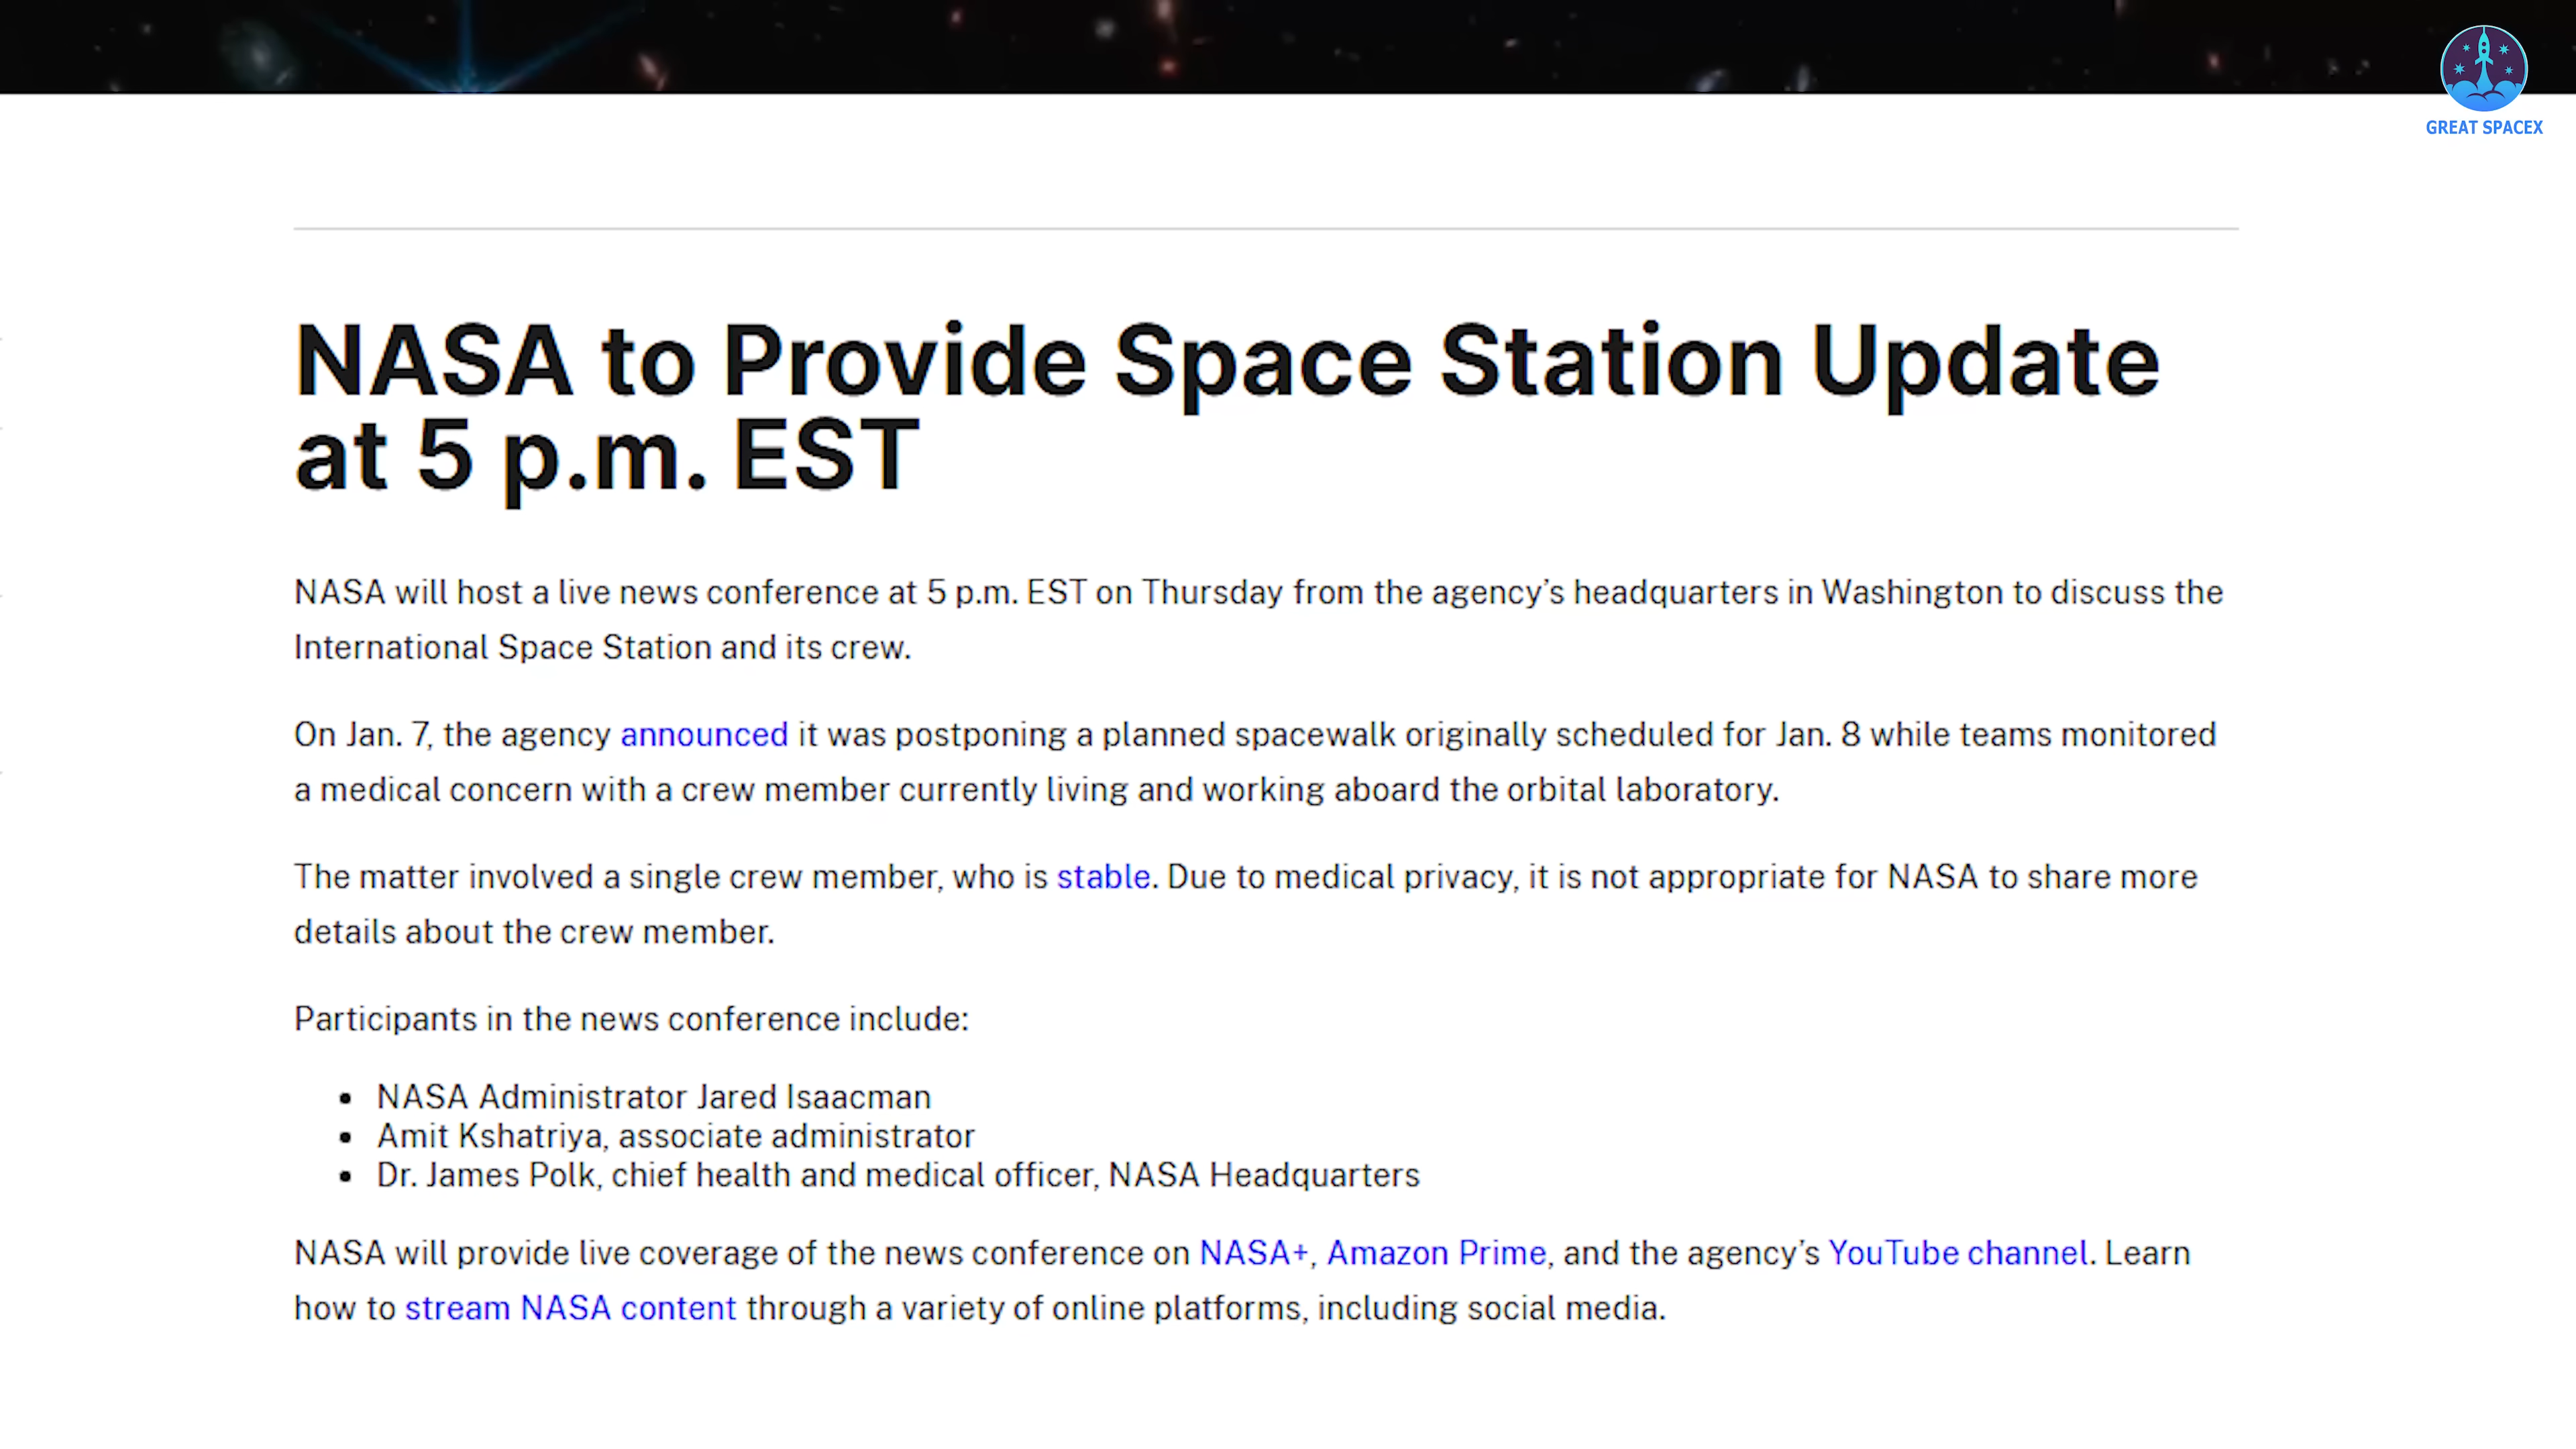 GREAT SPACEX
NASA to Provide Space Station Update
at 5 p.m. EST
NASA will host a live news conference at 5 p.m. EST on Thursday from the agency’s headquarters in Washington to discuss the
International Space Station and its crew.
On Jan. 7, the agency announced it was postponing a planned spacewalk originally scheduled for Jan. 8 while teams monitored
a medical concern with a crew member currently living and working aboard the orbital laboratory.
The matter involved a single crew member, who is stable. Due to medical privacy, it is not appropriate for NASA to share more
details about the crew member.
Participants in the news conference include:
• NASA Administrator Jared Isaacman
• Amit Kshatriya, associate administrator
• Dr. James Polk, chief health and medical officer, NASA Headquarters
NASA will provide live coverage of the news conference on NASA+, Amazon Prime, and the agency’s YouTube channel. Learn
how to stream NASA content through a variety of online platforms, including social media.